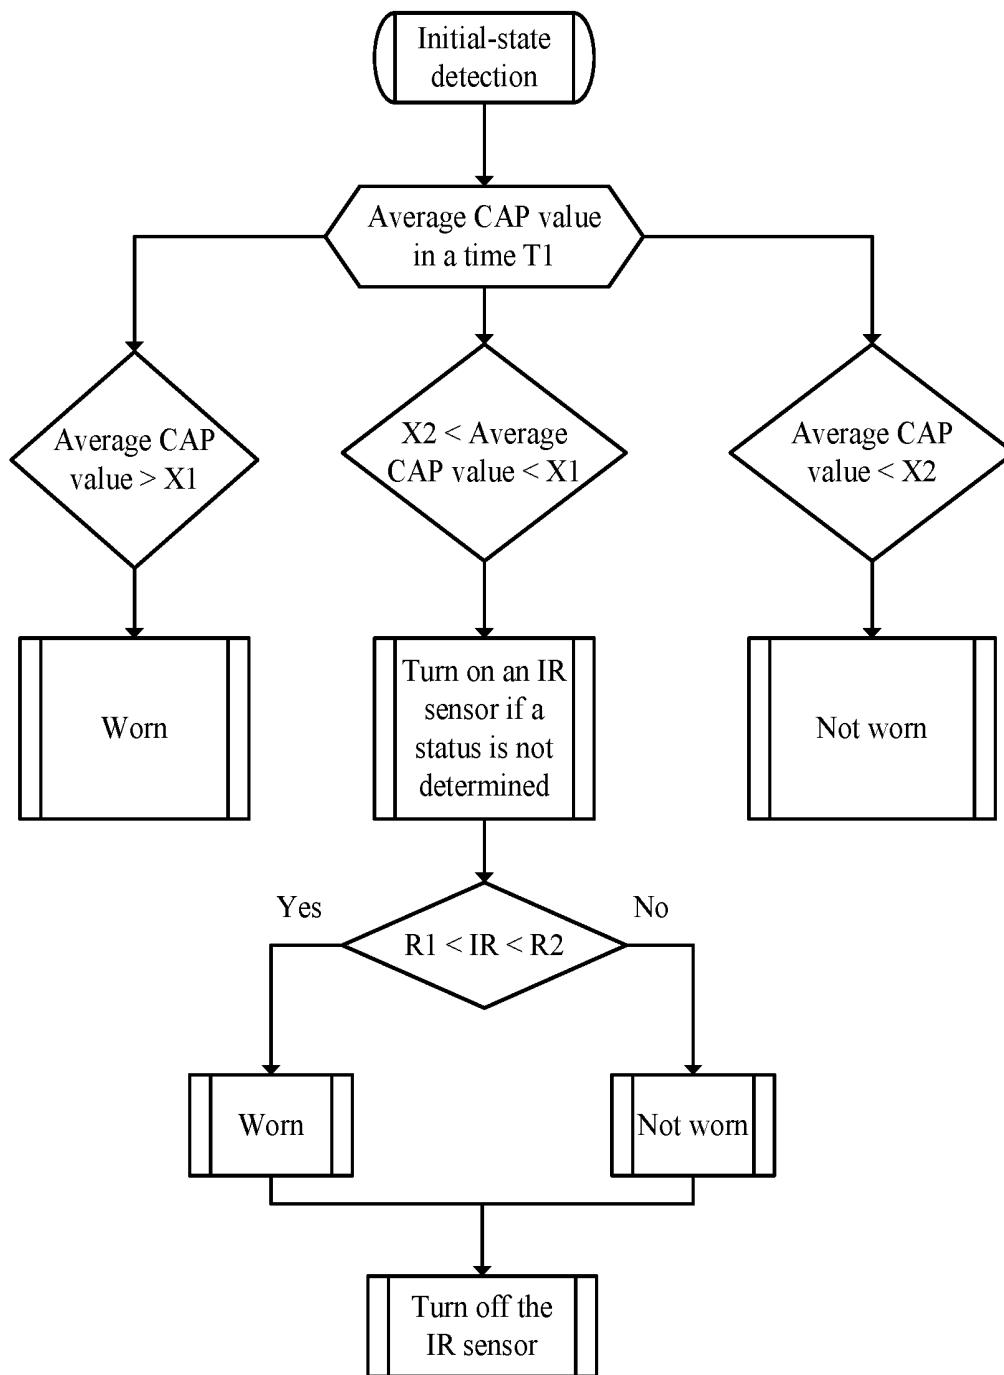 Initial-state
detection
Average CAP value
in a time T1
Average CAP
value > X1
X2 < Average
CAP value < X1
Average CAP
value < X2
Worn
Turn on an IR
sensor if a
status is not
determined
Not worn
Yes
No
R1 < IR < R2
Worn
Not worn
Turn off the
IR sensor